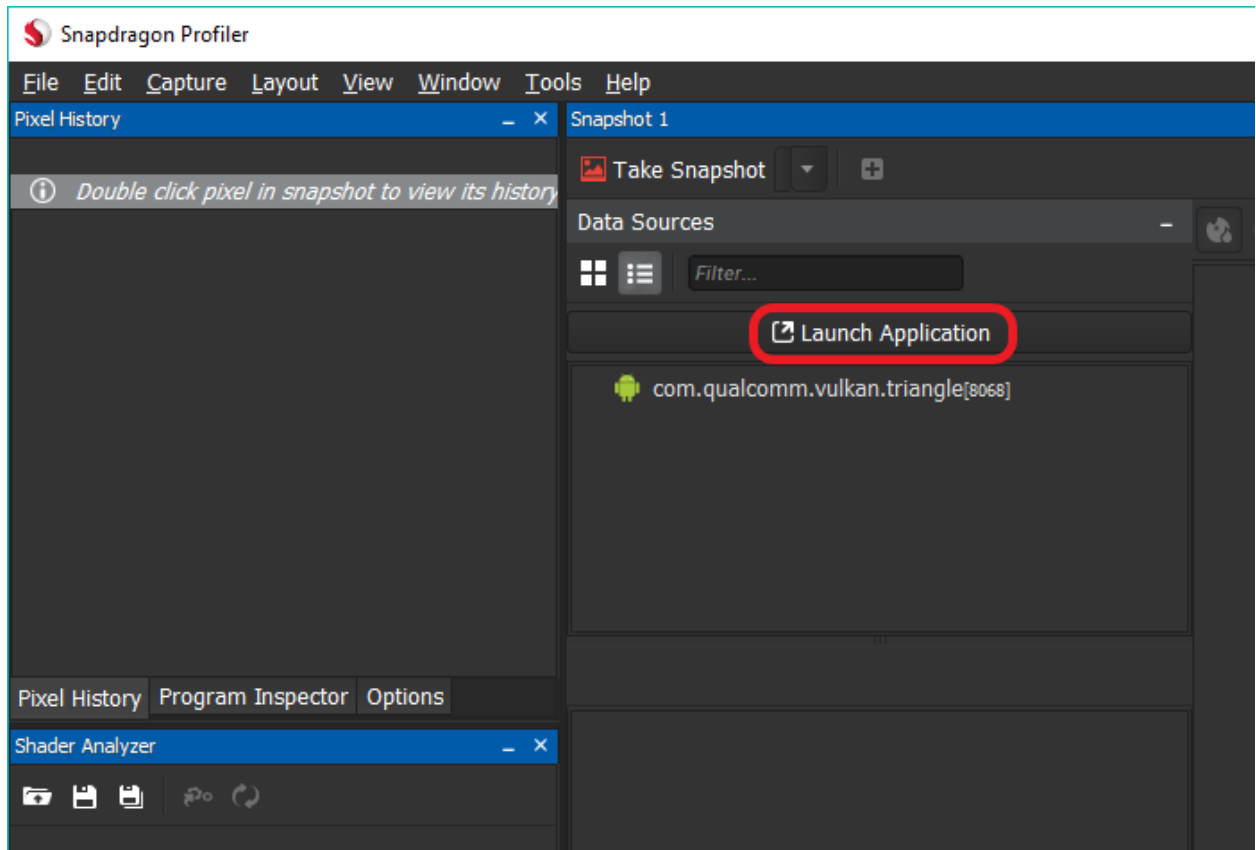 Snapdragon Profiler
File Edit Capture Layout View Window Tools Help
Pixel History
Double click pixel in snapshot to view its history
Pixel History Program Inspector Options
Shader Analyzer
Snapshot 1
Take Snapshot
Data Sources
Filter...
Launch Application
com.qualcomm.vulkan.triangle[8068]